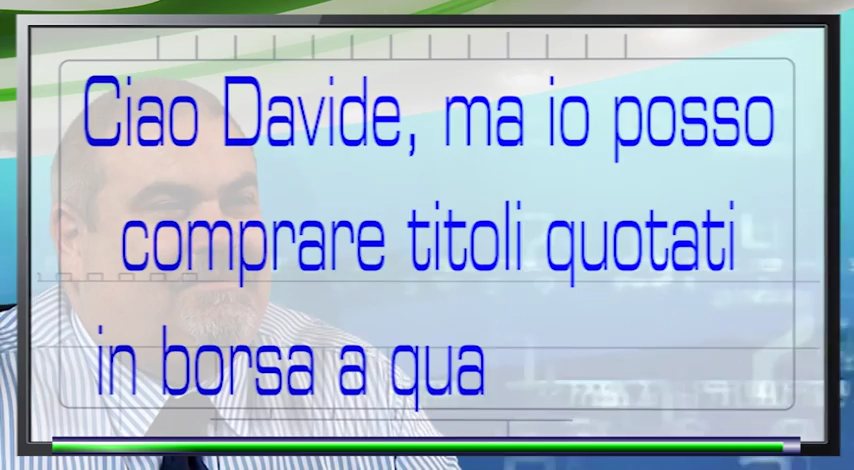 Ciao Davide, ma io posso
comprare titoli quotati
in borsa a qua